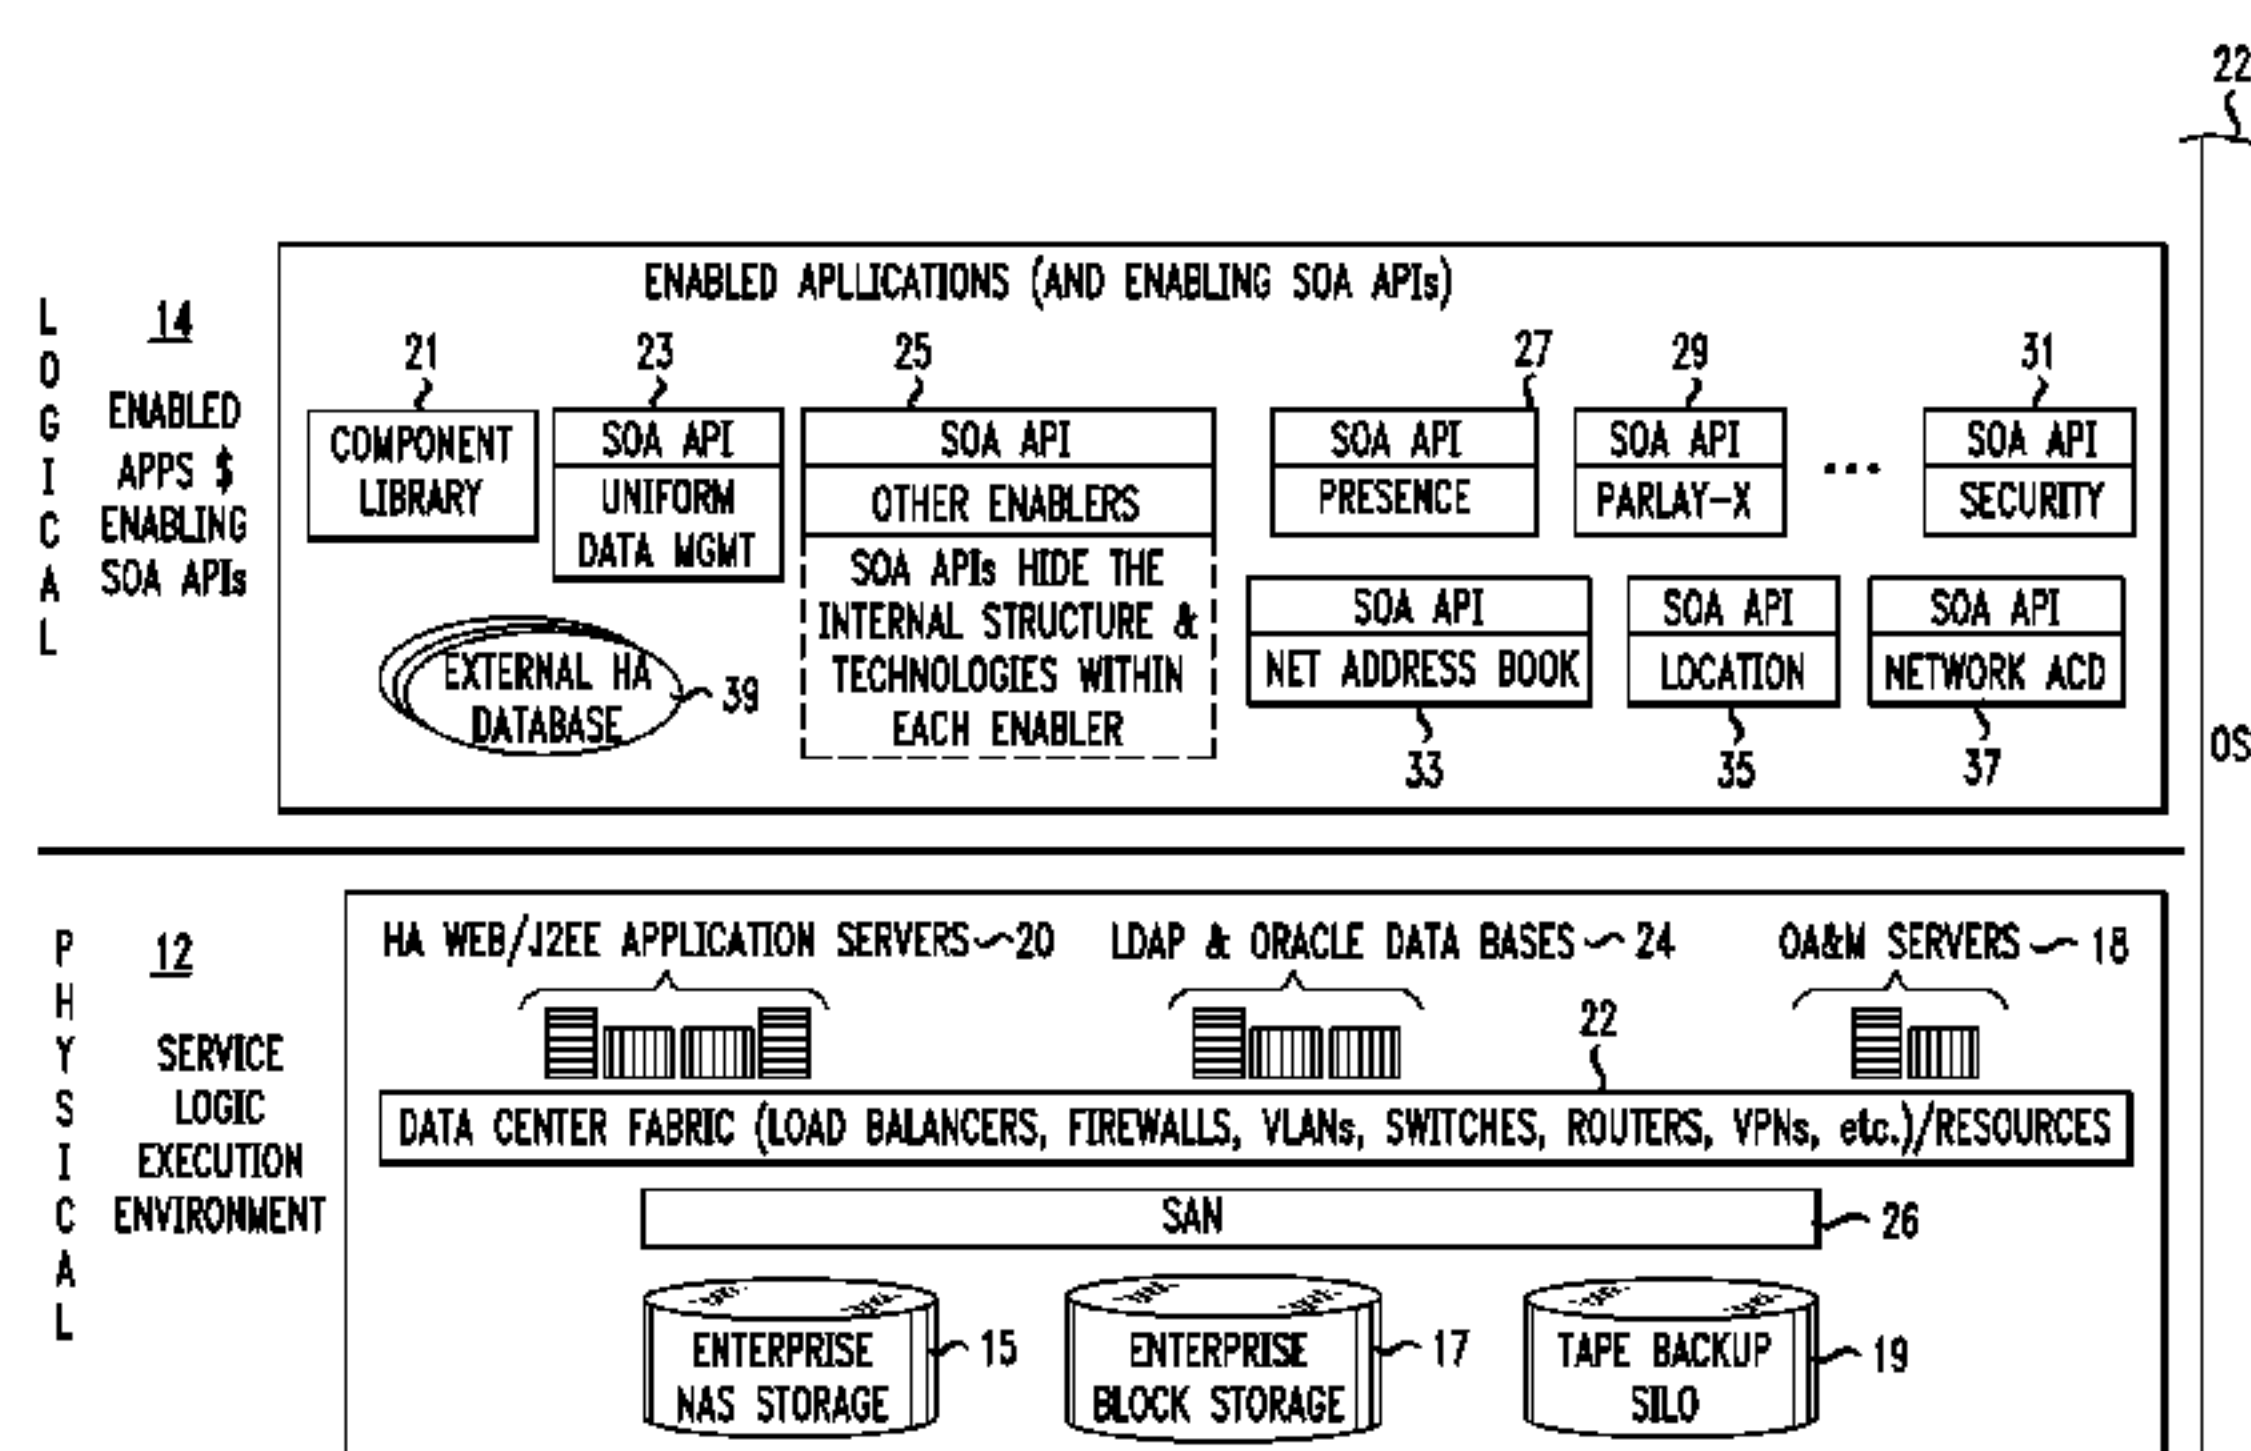 22
ENABLED APLLICATIONS (AND ENABLING SOA APIs)
LOGICAL
14
ENABLED
APPS $
ENABLING
SOA APIs
21
COMPONENT
LIBRARY
23
SOA API
UNIFORM
DATA MGMT
25
SOA API
OTHER ENABLERS
SOA APIs HIDE THE
INTERNAL STRUCTURE &
TECHNOLOGIES WITHIN
EACH ENABLER
27
SOA API
PRESENCE
29
SOA API
PARLAY-X
...
31
SOA API
SECURITY
EXTERNAL HA
DATABASE
39
SOA API
NET ADDRESS BOOK
33
SOA API
LOCATION
35
SOA API
NETWORK ACD
37
OS
PHYSICAL
12
SERVICE
LOGIC
EXECUTION
ENVIRONMENT
HA WEB/J2EE APPLICATION SERVERS 20
LDAP & ORACLE DATA BASES 24
OA&M SERVERS 18
22
DATA CENTER FABRIC (LOAD BALANCERS, FIREWALLS, VLANs, SWITCHES, ROUTERS, VPNs, etc.)/RESOURCES
SAN
26
ENTERPRISE
NAS STORAGE
15
ENTERPRISE
BLOCK STORAGE
17
TAPE BACKUP
SILO
19